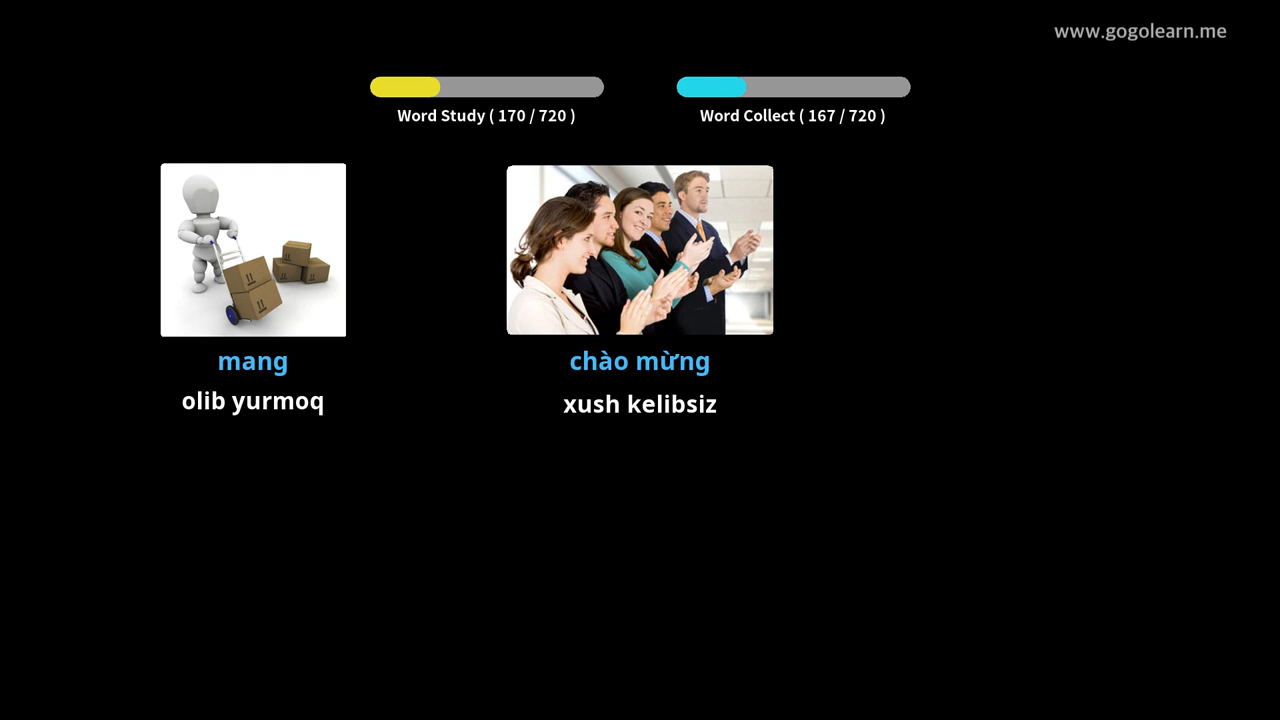 www.gogolearn.me
Word Study ( 170 / 720 )
Word Collect ( 167 / 720 )
mang
olib yurmoq
chào mừng
xush kelibsiz